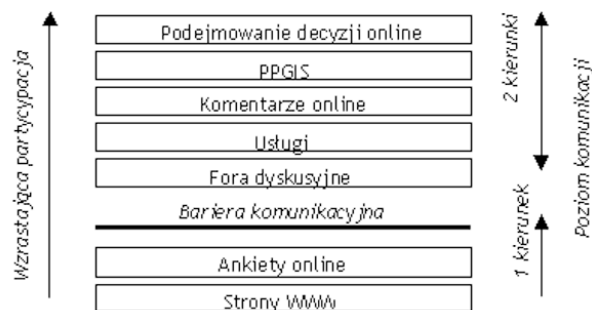 Podejmowanie decyzji online
PPGIS
Komentarze online
Usługi
Fora dyskusyjne
Bariera komunikacyjna
Ankiety online
Strony WWW
Wzrastająca partycypacja
2 kierunki
1 kierunek
Poziom komunikacji